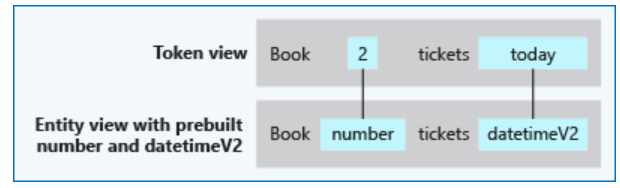 Token view Book 2 tickets today
Entity view with prebuilt
number and datetimeV2 Book number tickets datetimeV2